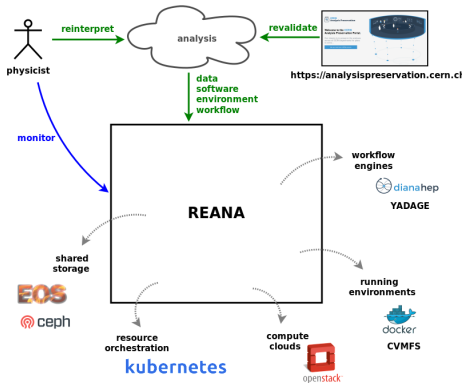 reinterpret
revalidate
analysis
physicist
https://analysispreservation.cern.ch
data
software
environment
workflow
monitor
workflow
engines
dianahep
YADAGE
REANA
shared
storage
EOS
ceph
running
environments
docker
CVMFS
resource
orchestration
kubernetes
compute
clouds
openstack